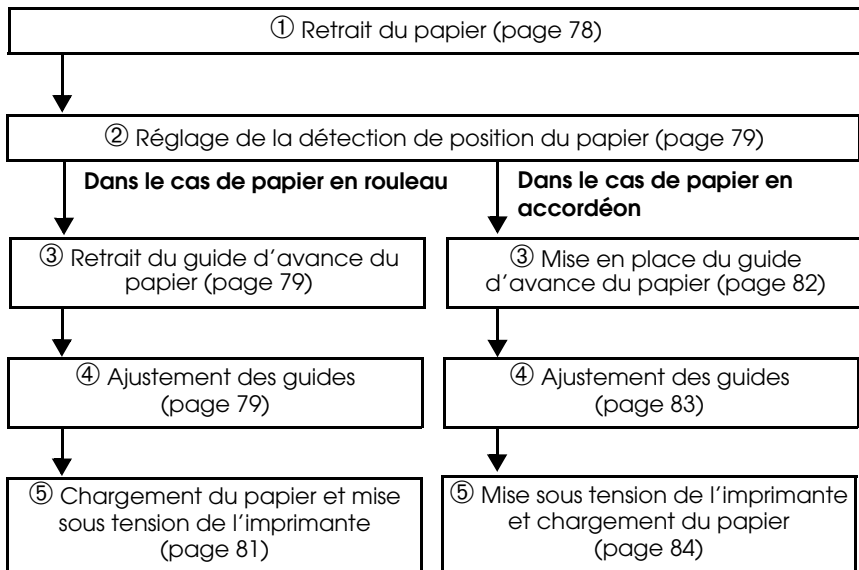 ① Retrait du papier (page 78)
② Réglage de la détection de position du papier (page 79)
Dans le cas de papier en rouleau
Dans le cas de papier en
accordéon
③ Retrait du guide d’avance du
papier (page 79)
③ Mise en place du guide
d’avance du papier (page 82)
④ Ajustement des guides
(page 79)
④ Ajustement des guides
(page 83)
⑤ Chargement du papier et mise
sous tension de l’imprimante
(page 81)
⑤ Mise sous tension de l’imprimante
et chargement du papier
(page 84)